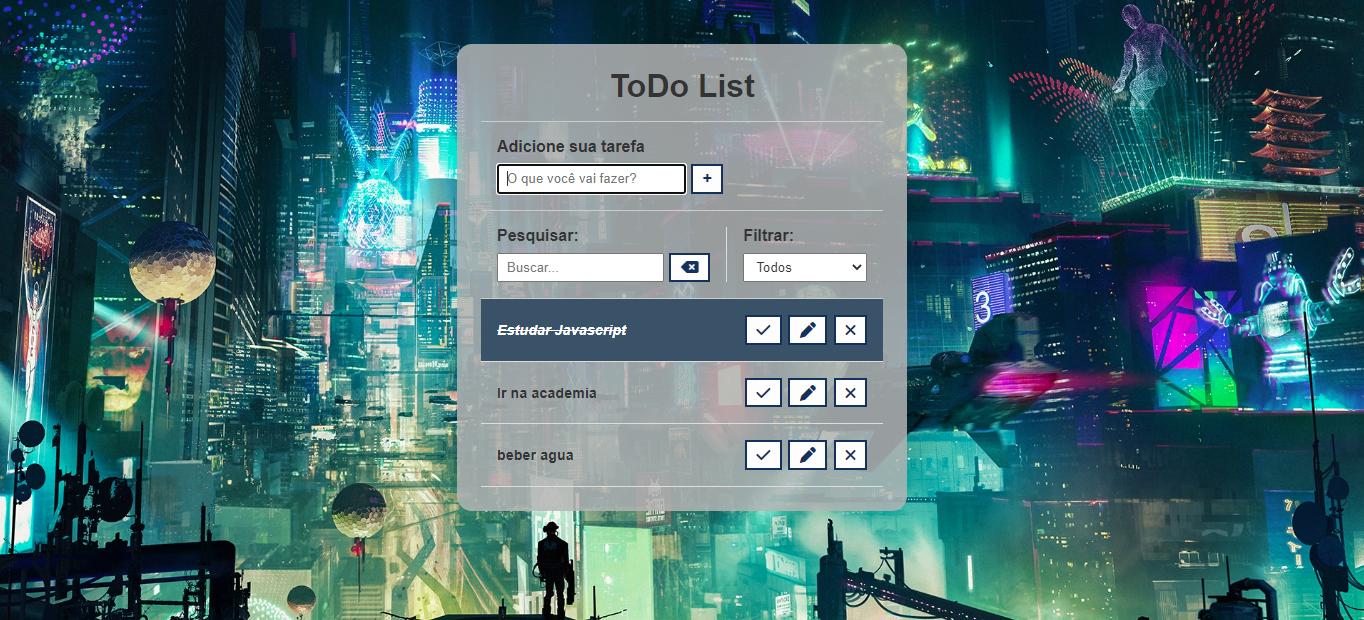 ToDo List
Adicione sua tarefa
O que você vai fazer?
+
Pesquisar:
Filtrar:
Buscar...
Todos
Estudar Javascript
Ir na academia
beber agua
3